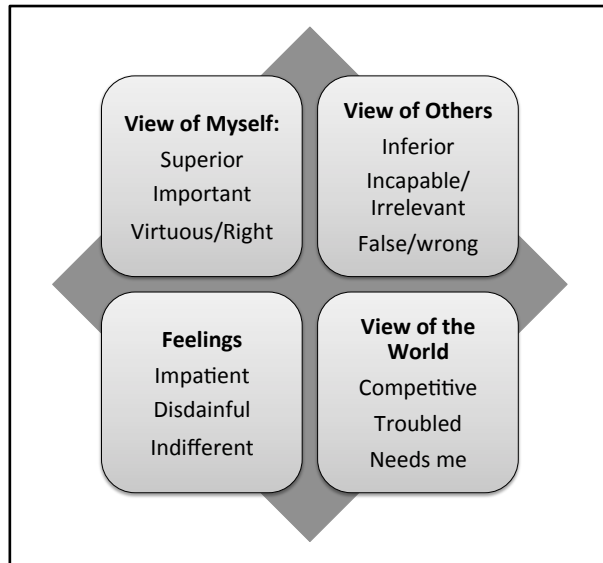 View of Myself:
Superior
Important
Virtuous/Right
View of Others
Inferior
Incapable/
Irrelevant
False/wrong
Feelings
Impatient
Disdainful
Indifferent
View of the
World
Competitive
Troubled
Needs me